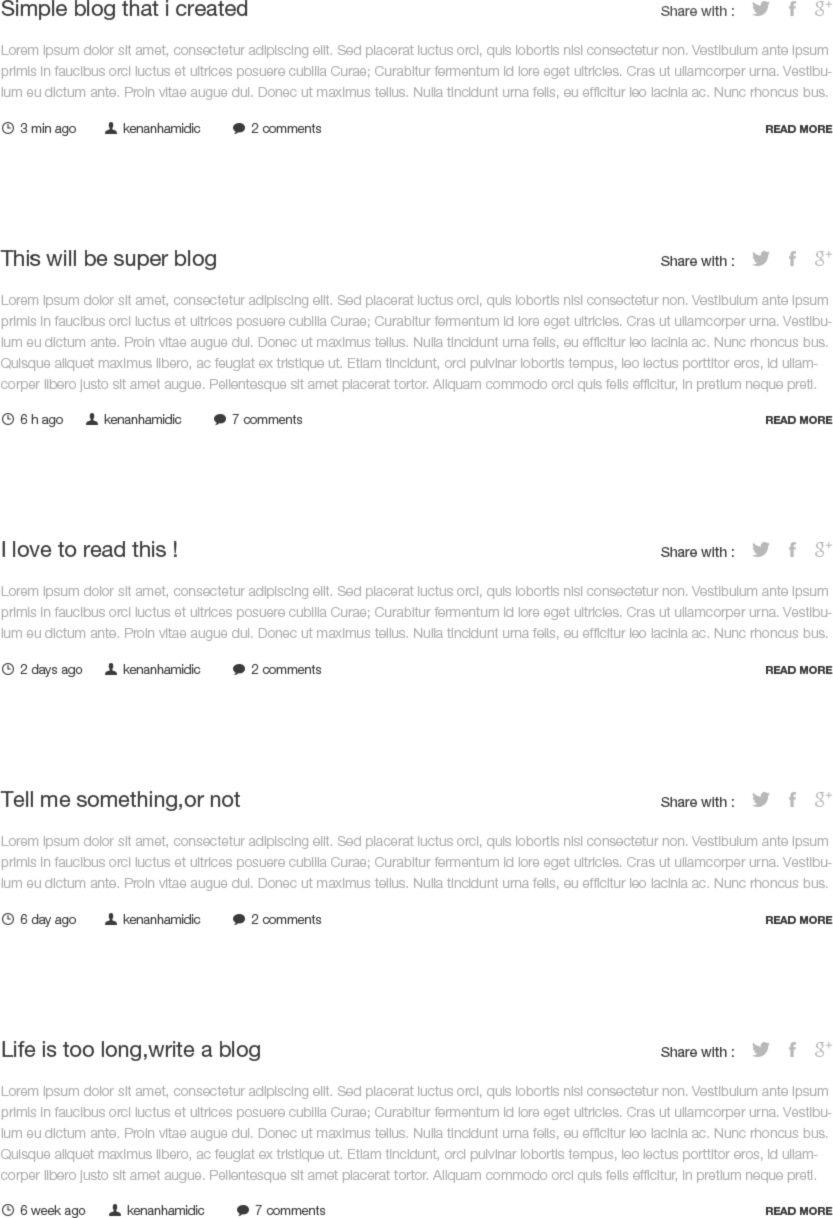 Simple blog that i created
Share with :
Lorem ipsum dolor sit amet, consectetur adipiscing elit. Sed placerat luctus orci, quis lobortis nisi consectetur non. Vestibulum ante ipsum
primis in faucibus orci luctus et ultrices posuere cubilia Curae; Curabitur fermentum id lore eget ultricies. Cras ut ullamcorper urna. Vestibu-
lum eu dictum ante. Proin vitae augue dui. Donec ut maximus tellus. Nulla tincidunt urna felis, eu efficitur leo lacinia ac. Nunc rhoncus bus.
3 min ago kenanhamidic 2 comments READ MORE
This will be super blog
Share with :
Lorem ipsum dolor sit amet, consectetur adipiscing elit. Sed placerat luctus orci, quis lobortis nisi consectetur non. Vestibulum ante ipsum
primis in faucibus orci luctus et ultrices posuere cubilia Curae; Curabitur fermentum id lore eget ultricies. Cras ut ullamcorper urna. Vestibu-
lum eu dictum ante. Proin vitae augue dui. Donec ut maximus tellus. Nulla tincidunt urna felis, eu efficitur leo lacinia ac. Nunc rhoncus bus.
Quisque aliquet maximus libero, ac feugiat ex tristique ut. Etiam tincidunt, orci pulvinar lobortis tempus, leo lectus porttitor eros, id ullam-
corper libero justo sit amet augue. Pellentesque sit amet placerat tortor. Aliquam commodo orci quis felis efficitur, in pretium neque preti.
6 h ago kenanhamidic 7 comments READ MORE
I love to read this !
Share with :
Lorem ipsum dolor sit amet, consectetur adipiscing elit. Sed placerat luctus orci, quis lobortis nisi consectetur non. Vestibulum ante ipsum
primis in faucibus orci luctus et ultrices posuere cubilia Curae; Curabitur fermentum id lore eget ultricies. Cras ut ullamcorper urna. Vestibu-
lum eu dictum ante. Proin vitae augue dui. Donec ut maximus tellus. Nulla tincidunt urna felis, eu efficitur leo lacinia ac. Nunc rhoncus bus.
2 days ago kenanhamidic 2 comments READ MORE
Tell me something,or not
Share with :
Lorem ipsum dolor sit amet, consectetur adipiscing elit. Sed placerat luctus orci, quis lobortis nisi consectetur non. Vestibulum ante ipsum
primis in faucibus orci luctus et ultrices posuere cubilia Curae; Curabitur fermentum id lore eget ultricies. Cras ut ullamcorper urna. Vestibu-
lum eu dictum ante. Proin vitae augue dui. Donec ut maximus tellus. Nulla tincidunt urna felis, eu efficitur leo lacinia ac. Nunc rhoncus bus.
6 day ago kenanhamidic 2 comments READ MORE
Life is too long,write a blog
Share with :
Lorem ipsum dolor sit amet, consectetur adipiscing elit. Sed placerat luctus orci, quis lobortis nisi consectetur non. Vestibulum ante ipsum
primis in faucibus orci luctus et ultrices posuere cubilia Curae; Curabitur fermentum id lore eget ultricies. Cras ut ullamcorper urna. Vestibu-
lum eu dictum ante. Proin vitae augue dui. Donec ut maximus tellus. Nulla tincidunt urna felis, eu efficitur leo lacinia ac. Nunc rhoncus bus.
Quisque aliquet maximus libero, ac feugiat ex tristique ut. Etiam tincidunt, orci pulvinar lobortis tempus, leo lectus porttitor eros, id ullam-
corper libero justo sit amet augue. Pellentesque sit amet placerat tortor. Aliquam commodo orci quis felis efficitur, in pretium neque preti.
6 week ago kenanhamidic 7 comments READ MORE